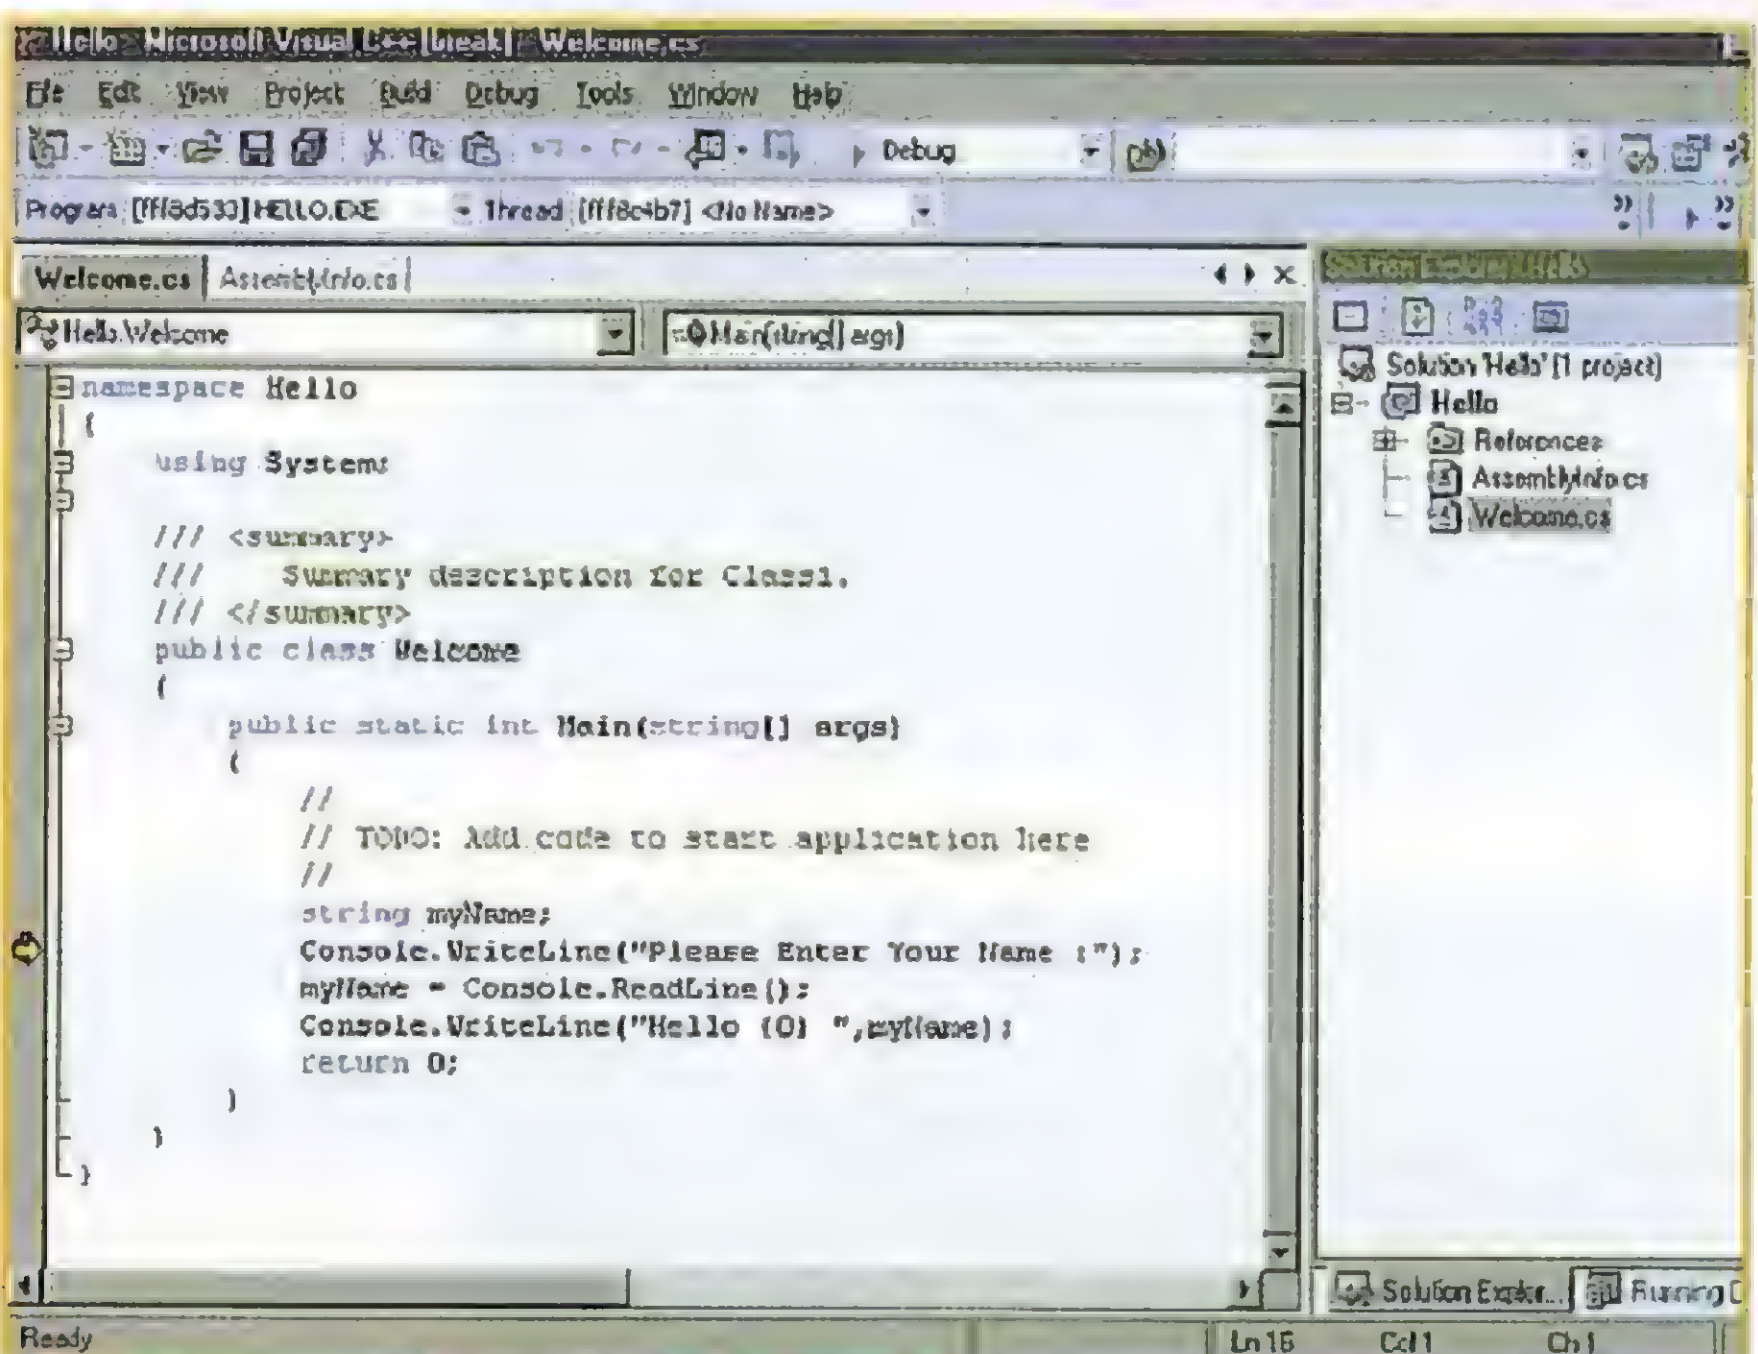 Hello - Microsoft Visual C++ [break] - Welcome.cs
File Edit View Project Build Debug Tools Window Help
Debug
Program [fff8d533] HELLO.EXE Thread [fff8c4b7] <No Name>
Welcome.cs AssemblyInfo.cs
Hello.Welcome Main(string[] args)
namespace Hello
{
using System;
/// <summary>
/// Summary description for Class1.
/// </summary>
public class Welcome
{
public static int Main(string[] args)
{
//
// TODO: Add code to start application here
//
string myName;
Console.WriteLine("Please Enter Your Name :");
myName = Console.ReadLine();
Console.WriteLine("Hello {0} ",myName);
return 0;
}
}
}
Solution Explorer - Hello
Solution 'Hello' (1 project)
Hello
References
AssemblyInfo.cs
Welcome.cs
Solution Explor... Running D
Ready Ln 16 Col 1 Ch 1